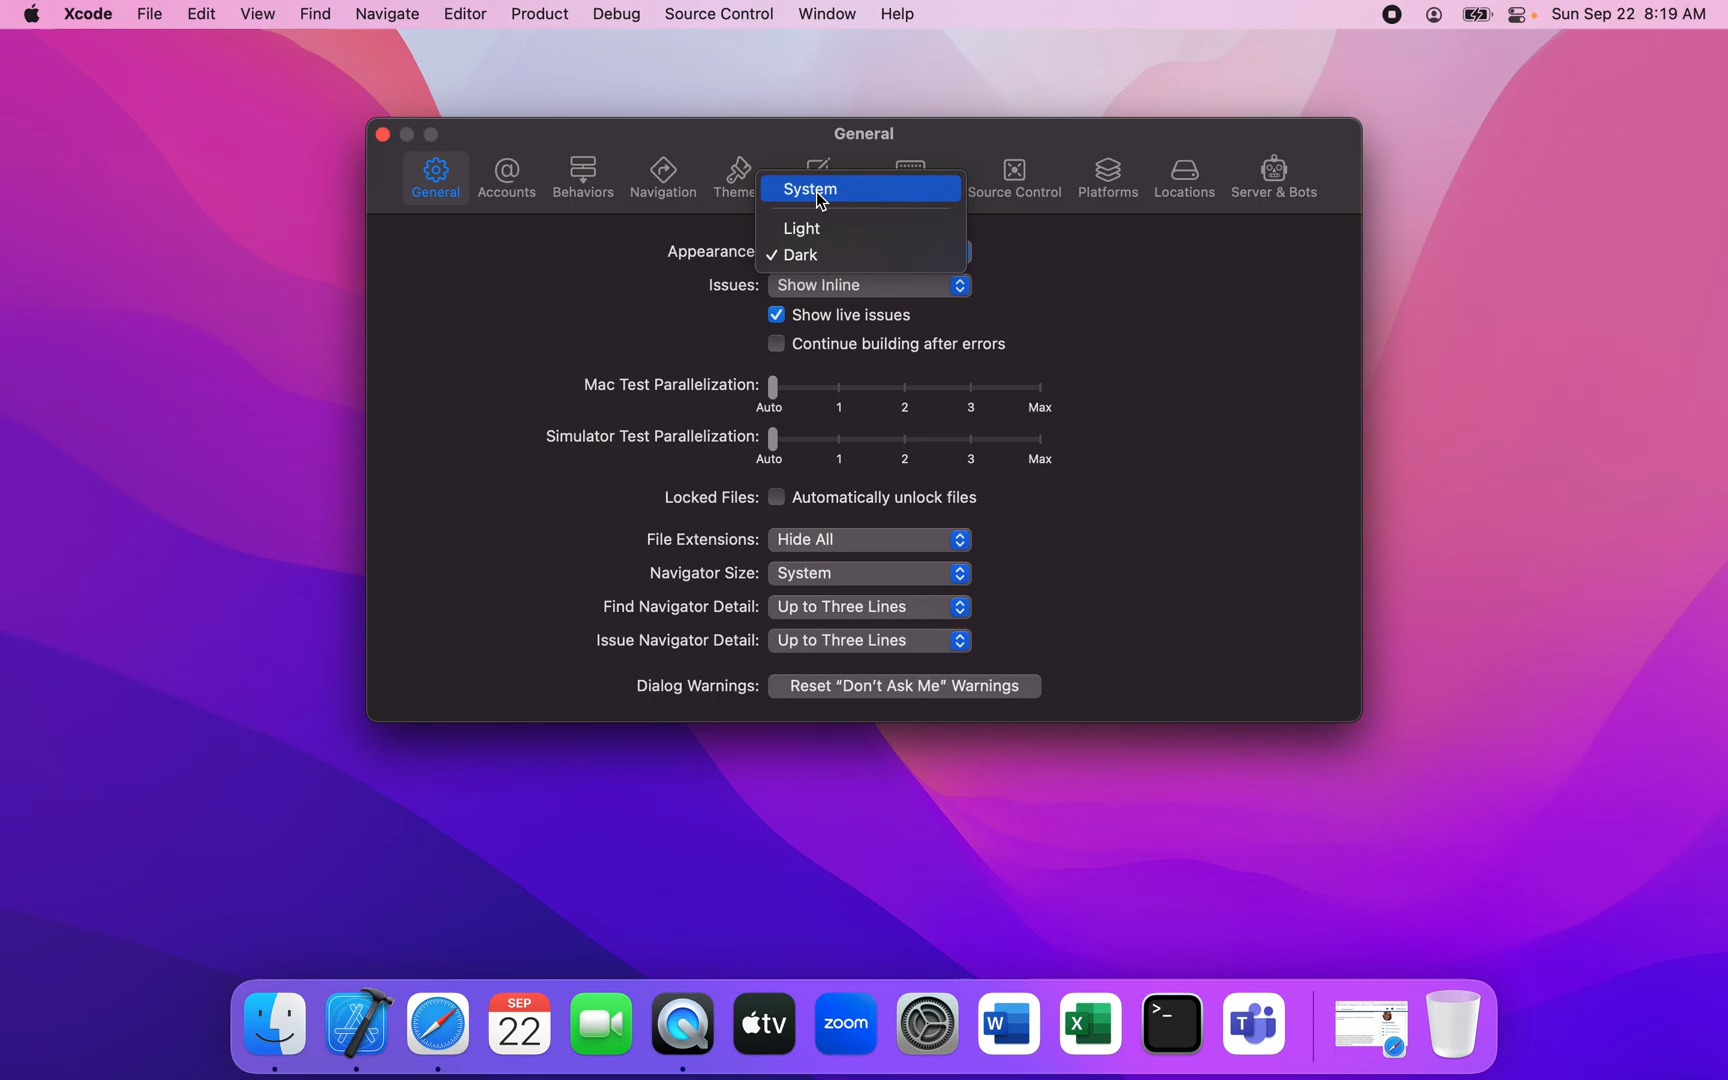 Xcode File Edit View Find Navigate Editor Product Debug Source Control Window Help Sun Sep 22 8:19 AM
General
General Accounts Behaviors Navigation Theme Source Control Platforms Locations Server & Bots
System
Light
✓ Dark
Appearance
Issues: Show Inline
Show live issues
Continue building after errors
Mac Test Parallelization:
Auto 1 2 3 Max
Simulator Test Parallelization:
Auto 1 2 3 Max
Locked Files: Automatically unlock files
File Extensions: Hide All
Navigator Size: System
Find Navigator Detail: Up to Three Lines
Issue Navigator Detail: Up to Three Lines
Dialog Warnings: Reset “Don’t Ask Me” Warnings
SEP
22
tv
zoom
W
X
>_
T